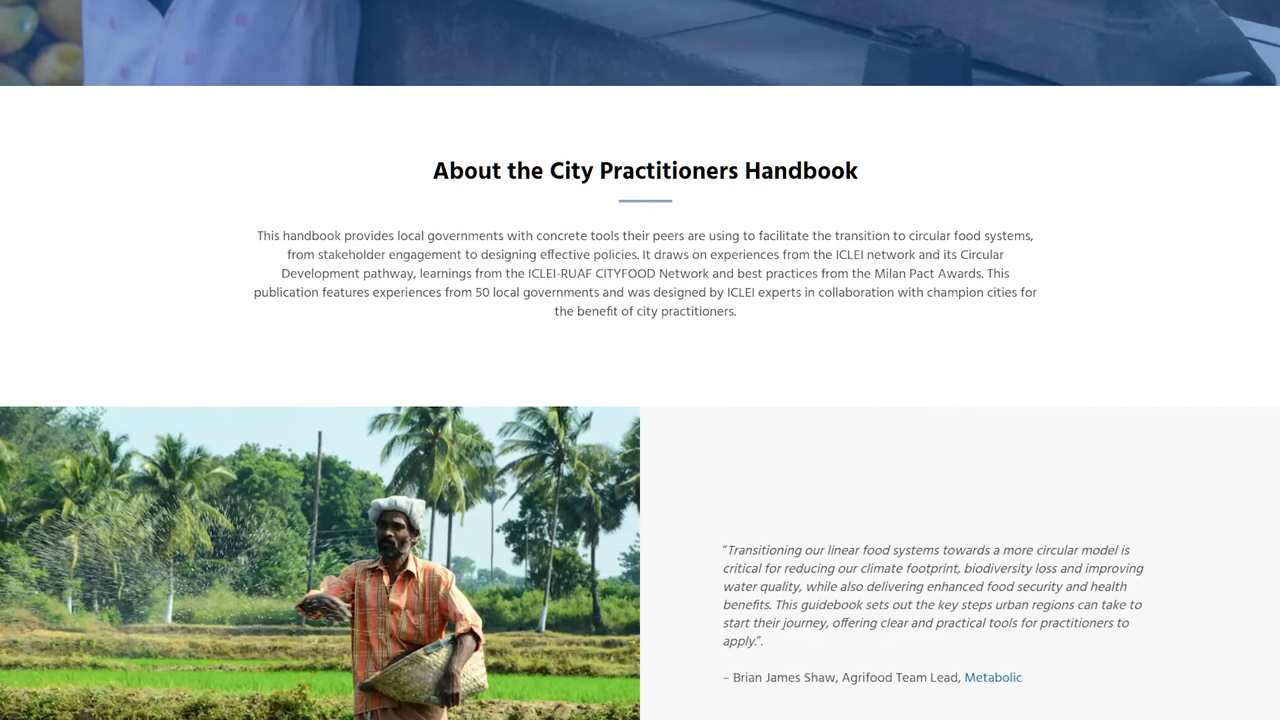 About the City Practitioners Handbook
This handbook provides local governments with concrete tools their peers are using to facilitate the transition to circular food systems,
from stakeholder engagement to designing effective policies. It draws on experiences from the ICLEI network and its Circular
Development pathway, learnings from the ICLEI-RUAF CITYFOOD Network and best practices from the Milan Pact Awards. This
publication features experiences from 50 local governments and was designed by ICLEI experts in collaboration with champion cities for
the benefit of city practitioners.
“Transitioning our linear food systems towards a more circular model is
critical for reducing our climate footprint, biodiversity loss and improving
water quality, while also delivering enhanced food security and health
benefits. This guidebook sets out the key steps urban regions can take to
start their journey, offering clear and practical tools for practitioners to
apply.”.
– Brian James Shaw, Agrifood Team Lead, Metabolic